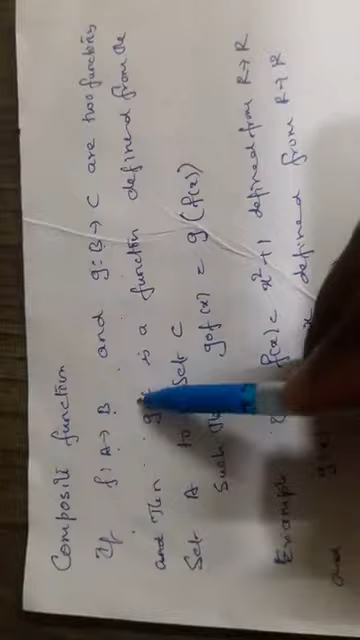 Composite function
If f: A→B and g: B→C are two functions
and Then is a function defined from the
Set A to Set C
Such gof(x) = g(f(x))
Example f(x) = x²+1 defined from R→R
and g(x) defined from R→R